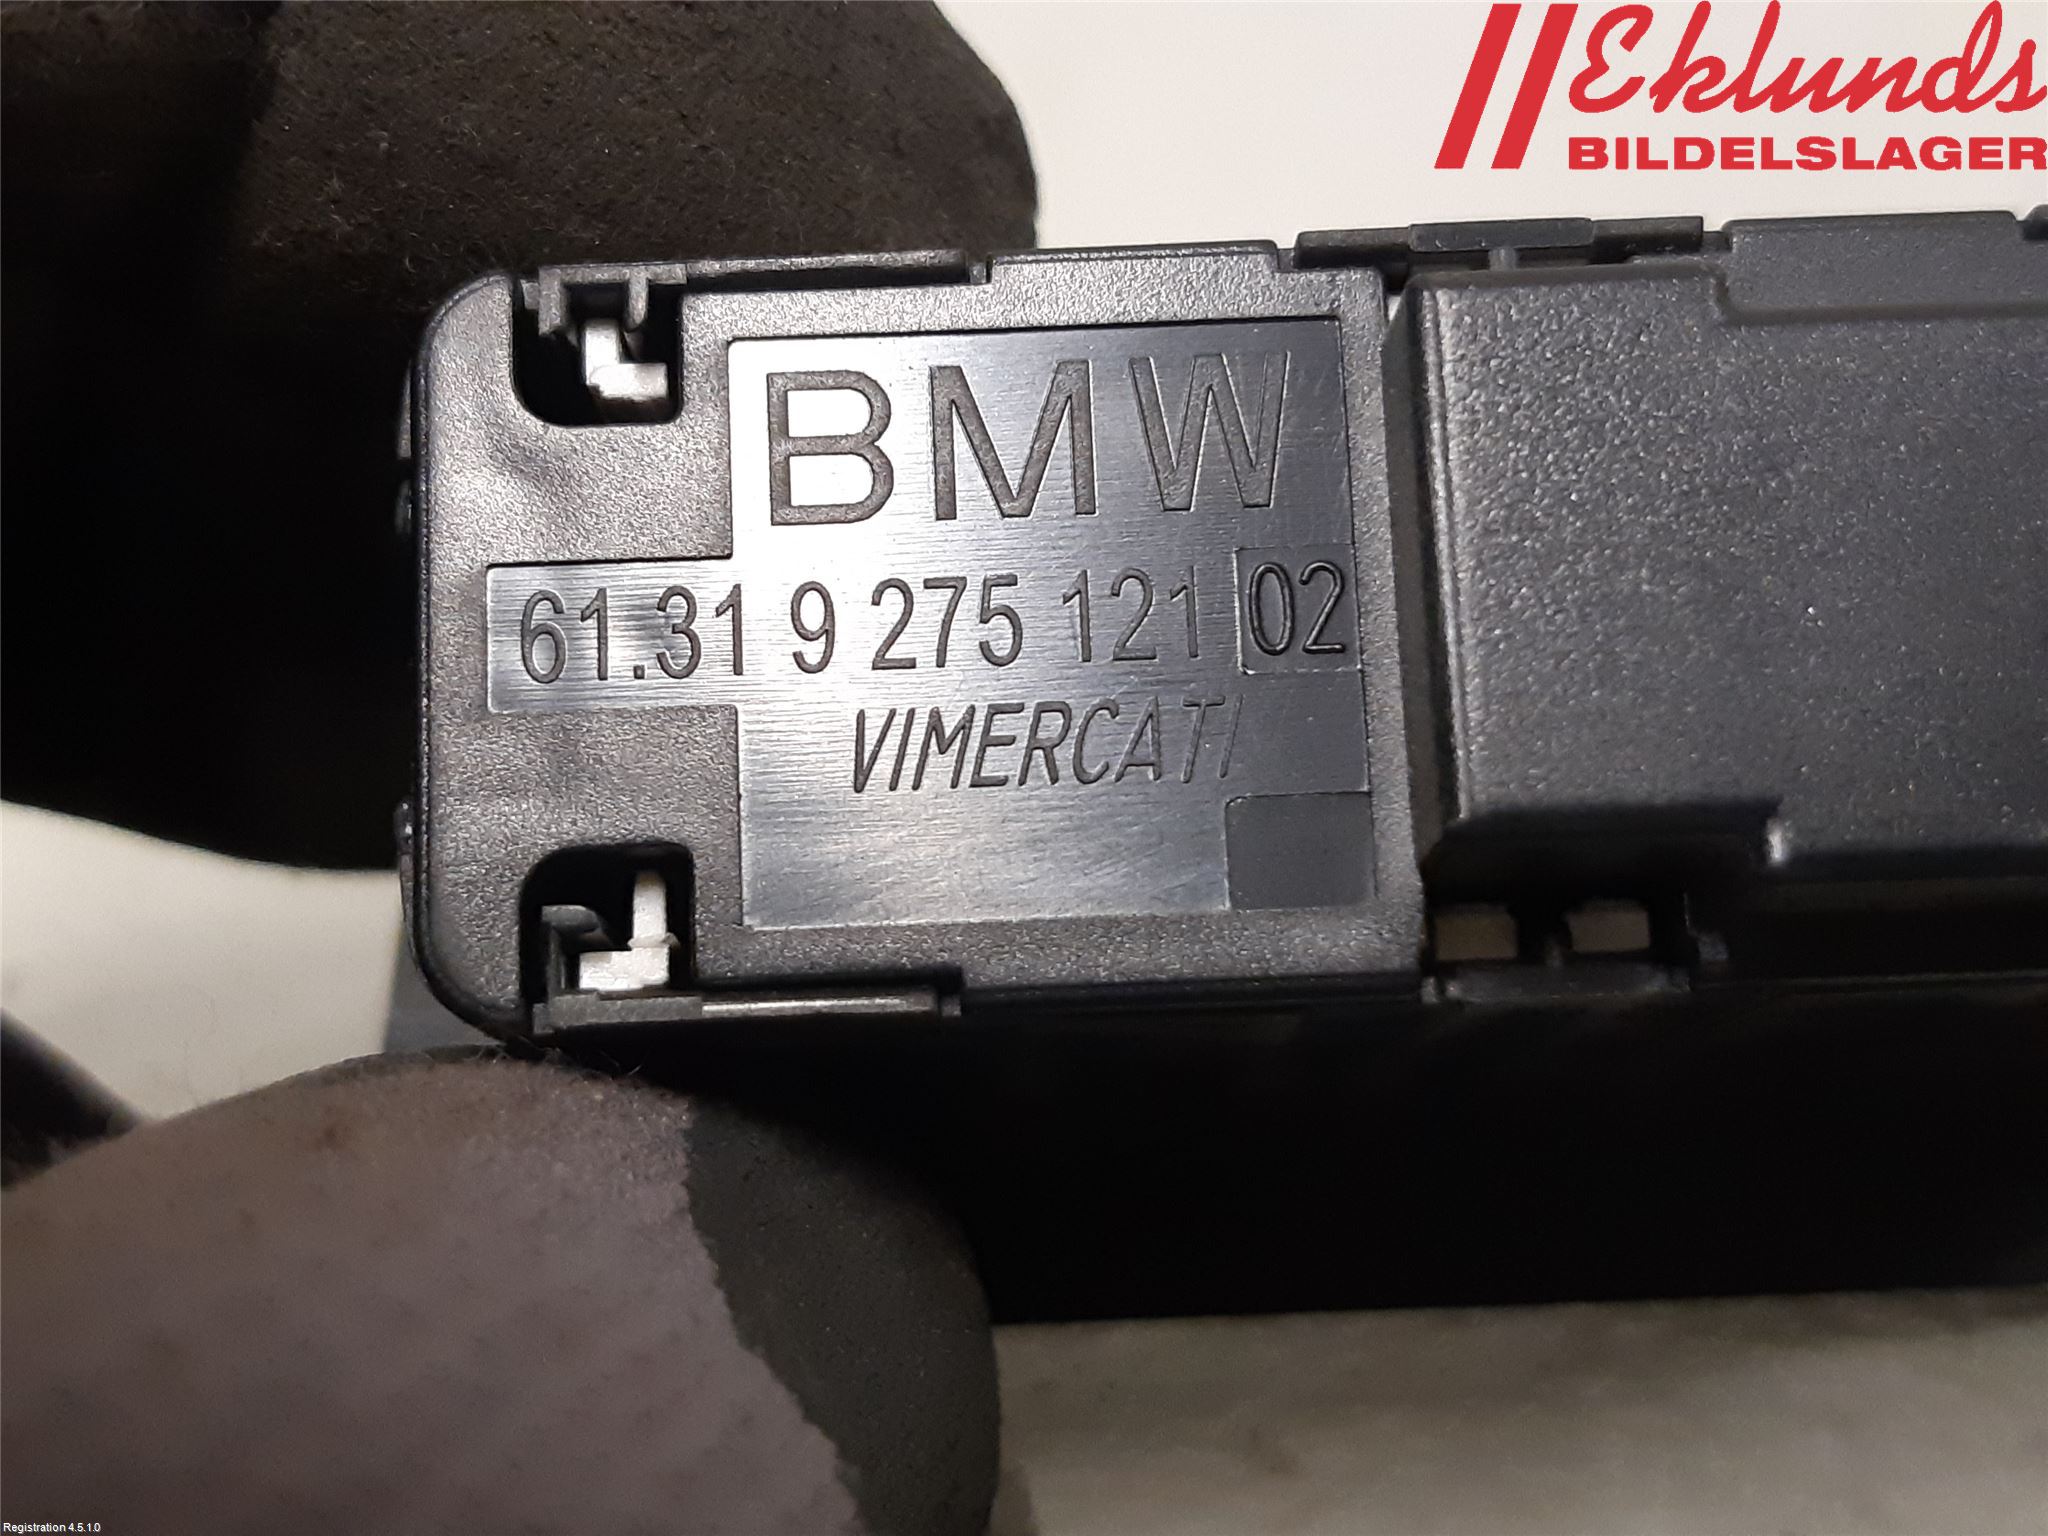 Eklunds
BILDELSLAGER
BMW
61.31 9 275 121 02
VIMERCATI
Registration 4.5.1.0